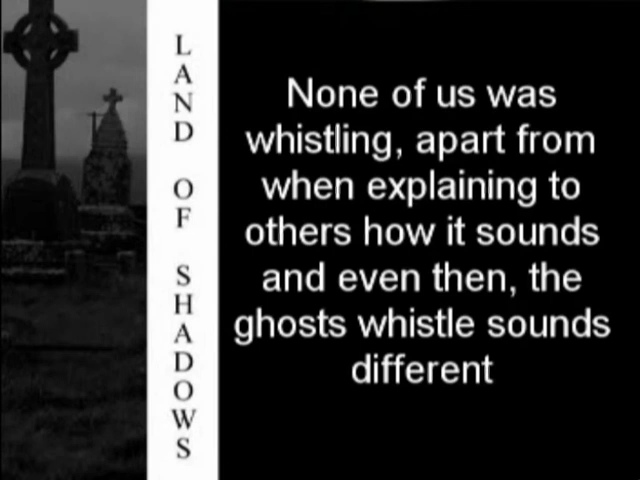 LAND OF SHADOWS
None of us was
whistling, apart from
when explaining to
others how it sounds
and even then, the
ghosts whistle sounds
different